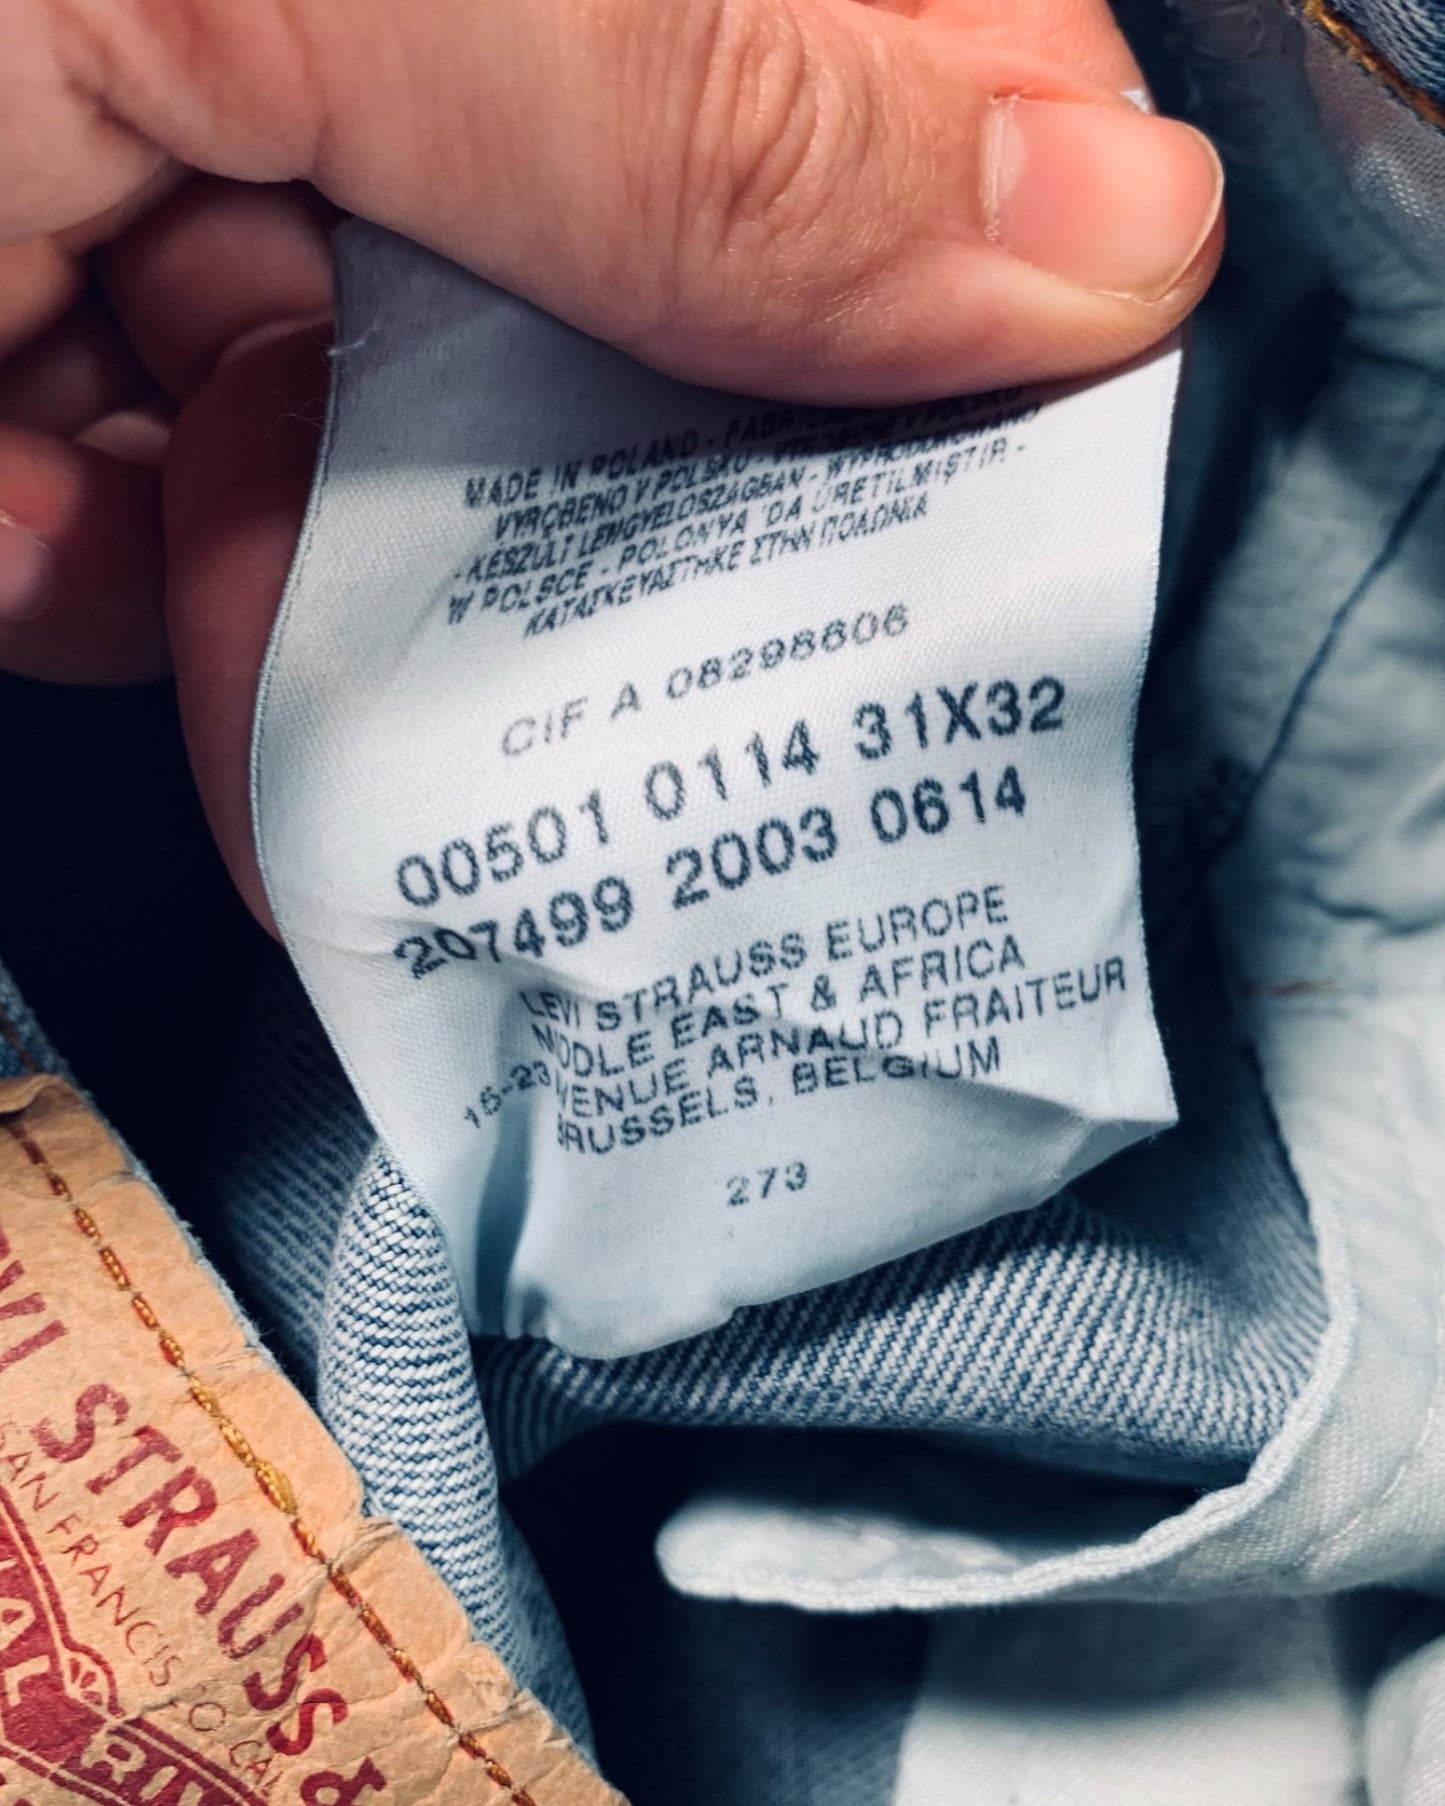 MADE IN POLAND - FABRICADO EN POLSKU
VYROBENO V POLSKU - VYROBENE V POĽSKU
- KÉSZÜLT LENGYELORSZÁGBAN - WYPRODUKOWANO
W POLSCE - POLONYA 'DA ÜRETİLMİŞTİR -
ΚΑΤΑΣΚΕΥΑΣΤΗΚΕ ΣΤΗΝ ΠΟΛΩΝΙΑ
CIF A 08298606
00501 0114 31X32
207499 2003 0614
LEVI STRAUSS EUROPE
MIDDLE EAST & AFRICA
15-23 AVENUE ARNAUD FRAITEUR
BRUSSELS, BELGIUM
273
STRAUSS &
SAN FRANCISCO CAL